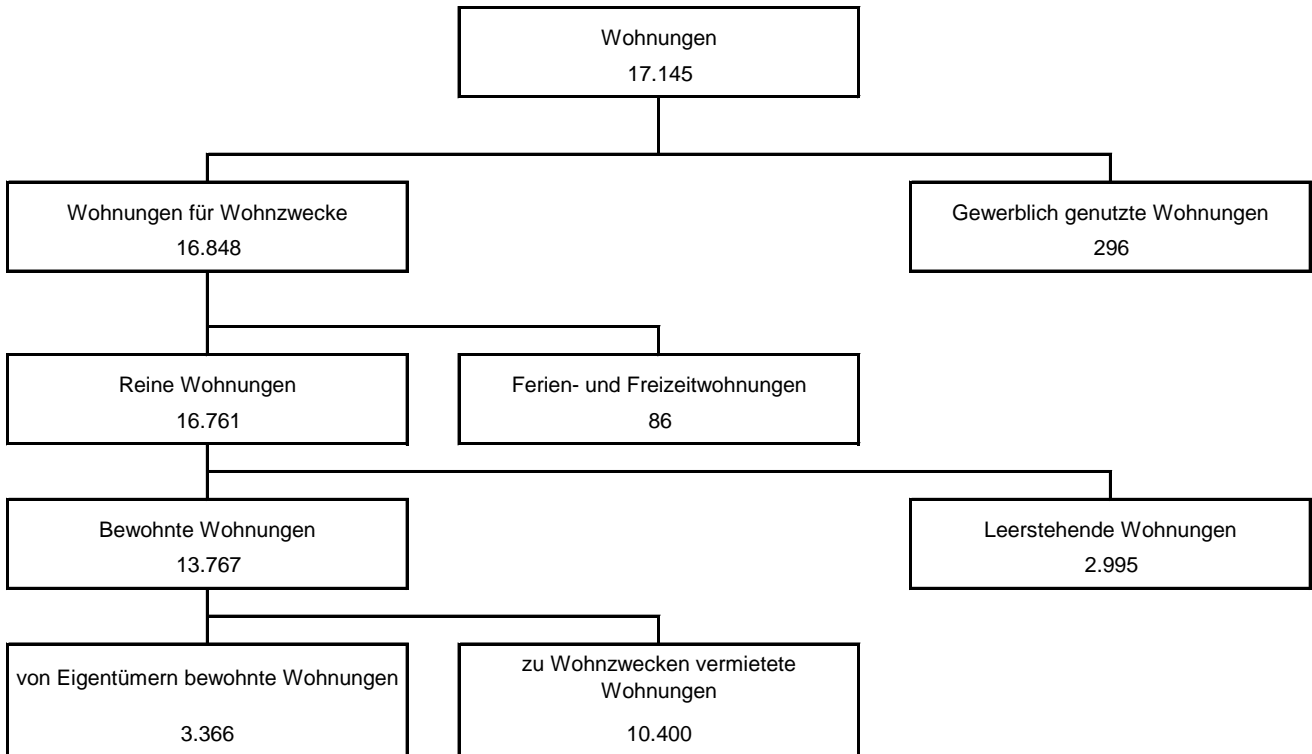 Wohnungen
17.145
Wohnungen für Wohnzwecke
16.848
Gewerblich genutzte Wohnungen
296
Reine Wohnungen
16.761
Ferien- und Freizeitwohnungen
86
Bewohnte Wohnungen
13.767
Leerstehende Wohnungen
2.995
von Eigentümern bewohnte Wohnungen
3.366
zu Wohnzwecken vermietete
Wohnungen
10.400